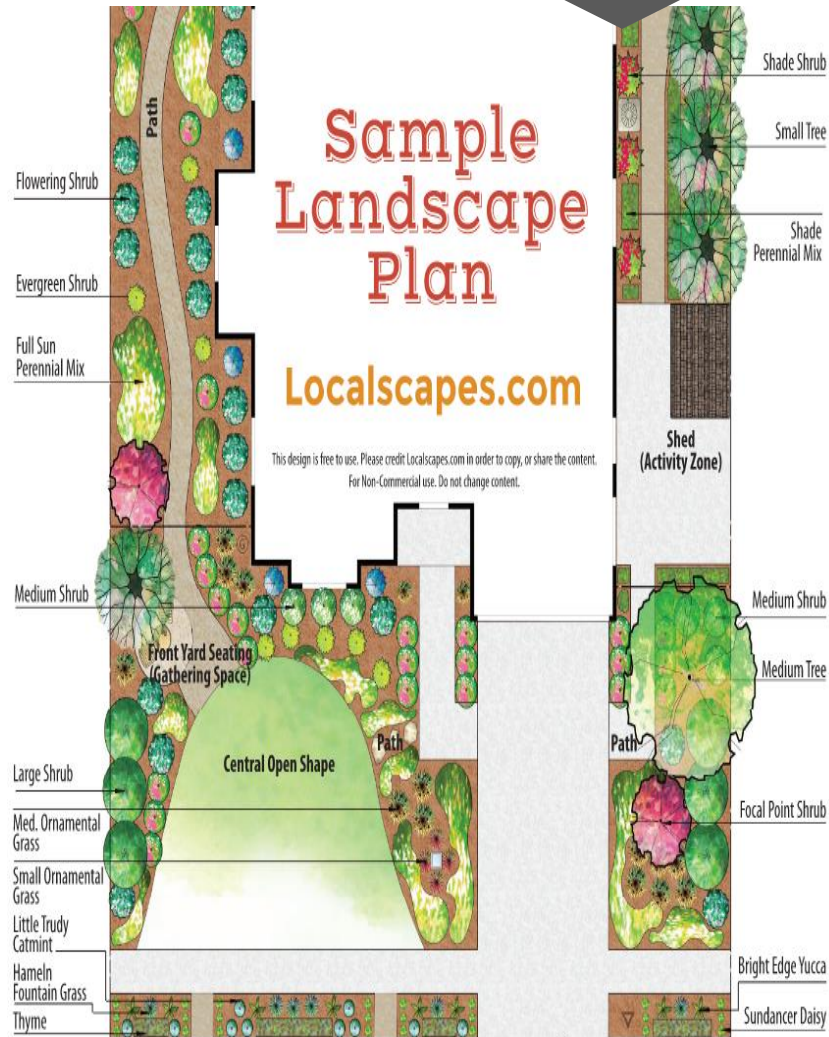 Path
Flowering Shrub
Evergreen Shrub
Full Sun
Perennial Mix
Medium Shrub
Front Yard Seating
(Gathering Space)
Large Shrub
Med. Ornamental
Grass
Small Ornamental
Grass
Little Trudy
Catmint
Hameln
Fountain Grass
Thyme
Sample
Landscape
Plan
Localscapes.com
This design is free to use. Please credit Localscapes.com in order to copy, or share the content.
For Non-Commercial use. Do not change content.
Central Open Shape
Path
Shade Shrub
Small Tree
Shade
Perennial Mix
Shed
(Activity Zone)
Medium Shrub
Medium Tree
Path
Focal Point Shrub
Bright Edge Yucca
Sundancer Daisy